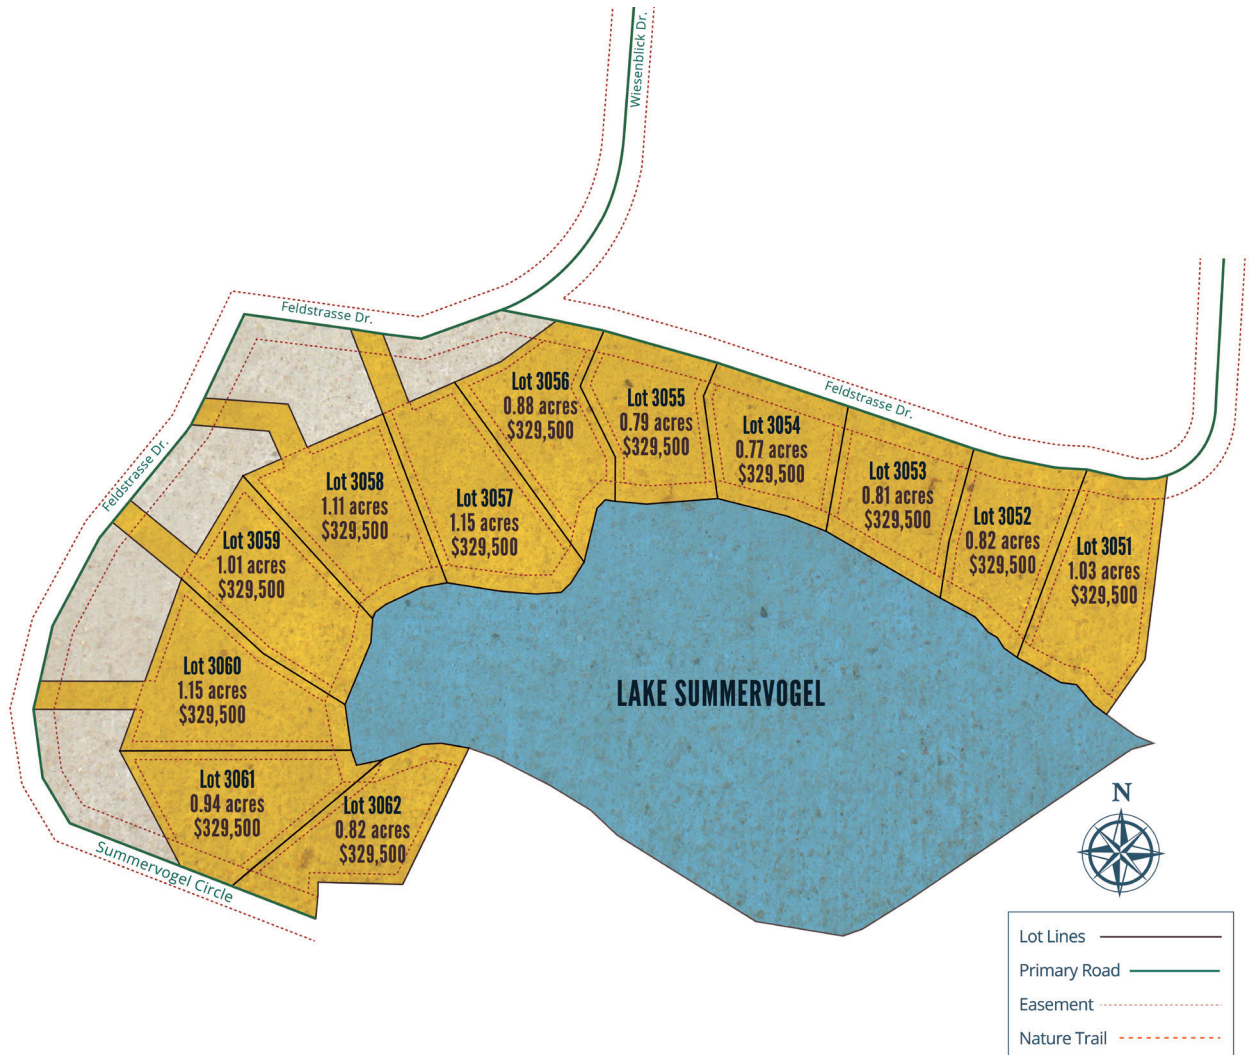 Wiesenblick Dr.
Feldstrasse Dr.
Feldstrasse Dr.
Feldstrasse Dr.
Lot 3056
0.88 acres
$329,500
Lot 3055
0.79 acres
$329,500
Lot 3054
0.77 acres
$329,500
Lot 3053
0.81 acres
$329,500
Lot 3052
0.82 acres
$329,500
Lot 3051
1.03 acres
$329,500
Lot 3058
1.11 acres
$329,500
Lot 3057
1.15 acres
$329,500
Lot 3059
1.01 acres
$329,500
Lot 3060
1.15 acres
$329,500
LAKE SUMMERVOGEL
Lot 3061
0.94 acres
$329,500
Lot 3062
0.82 acres
$329,500
Summervogel Circle
N
Lot Lines
Primary Road
Easement
Nature Trail